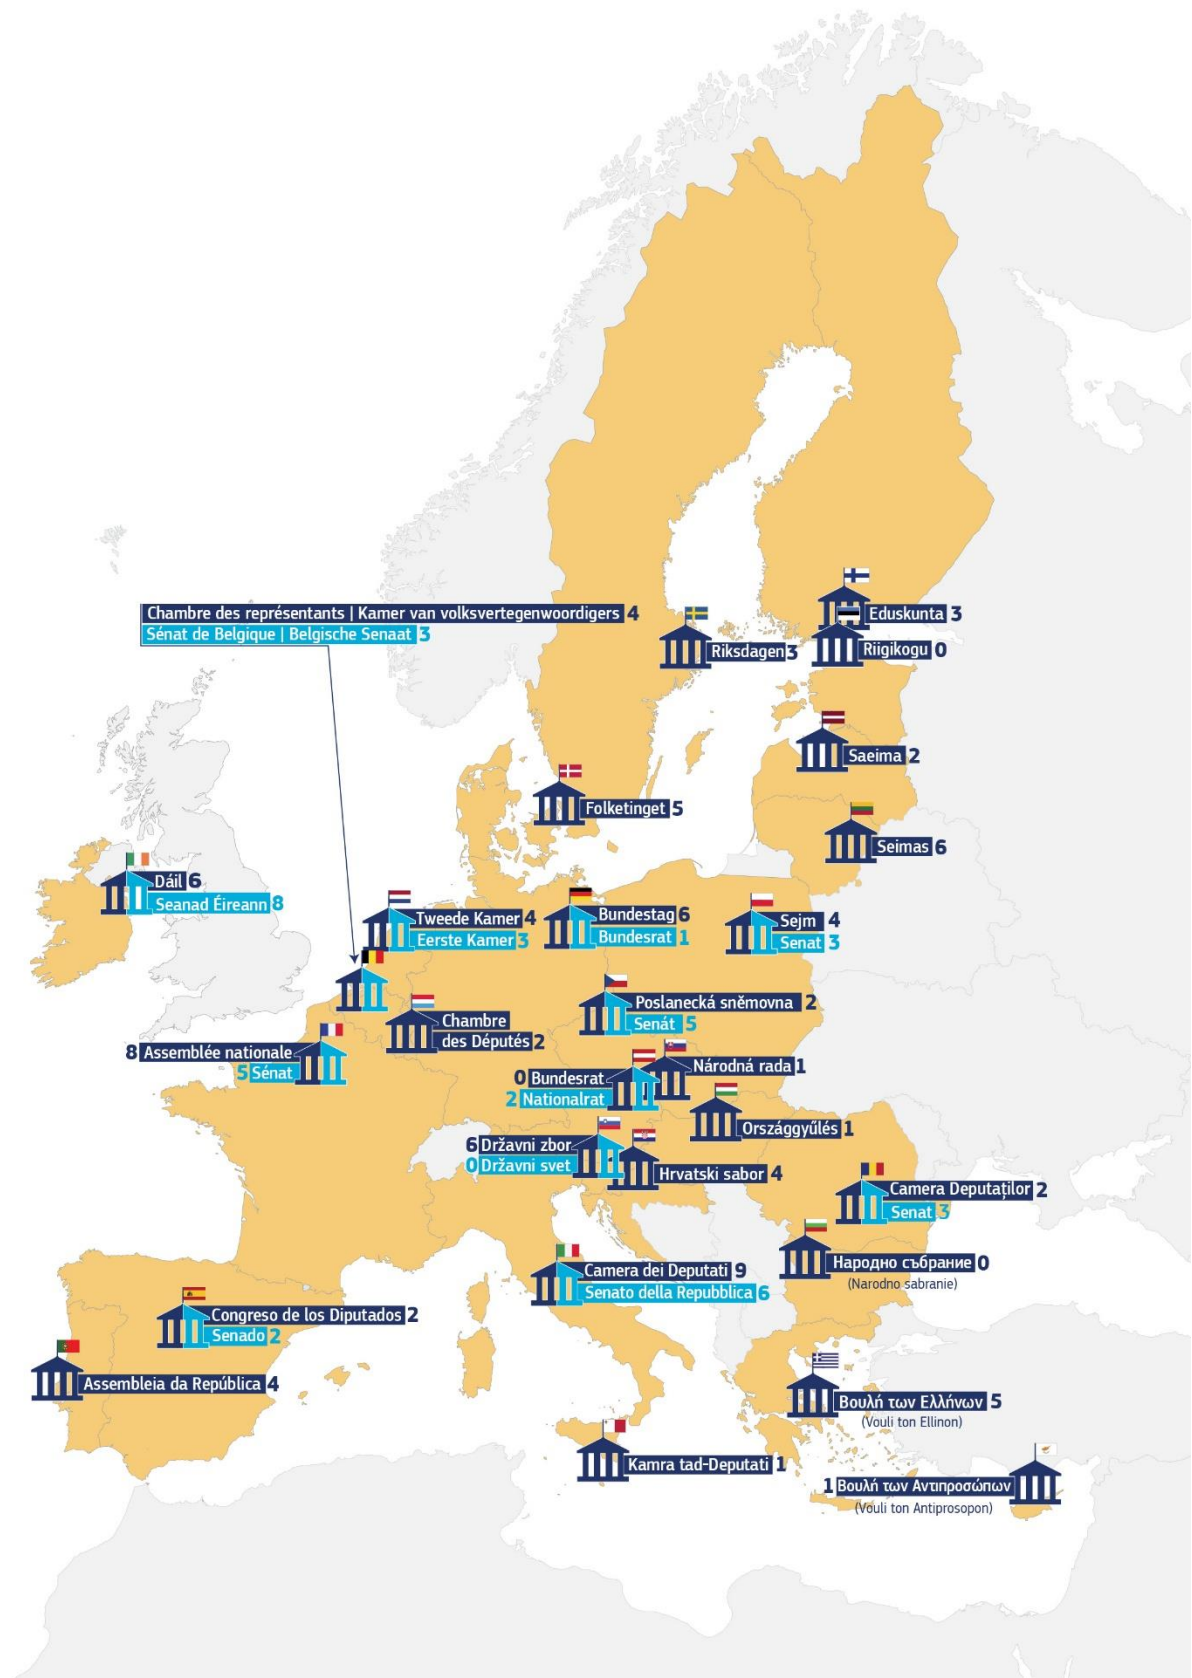 Chambre des représentants | Kamer van volksvertegenwoordigers 4
Sénat de Belgique | Belgische Senaat 3
Eduskunta 3
Riksdagen 3
Riigikogu 0
Saeima 2
Folketinget 5
Seimas 6
Dáil 6
Seanad Éireann 8
Tweede Kamer 4
Eerste Kamer 3
Bundestag 6
Bundesrat 1
Sejm 4
Senat 3
Poslanecká sněmovna 2
Senát 5
Chambre
des Députés 2
8 Assemblée nationale
5 Sénat
Národná rada 1
0 Bundesrat
2 Nationalrat
Országgyűlés 1
6 Državni zbor
0 Državni svet
Hrvatski sabor 4
Camera Deputaților 2
Senat 3
Народно събрание 0
(Narodno sabranie)
Camera dei Deputati 9
Senato della Repubblica 6
Congreso de los Diputados 2
Senado 2
Assembleia da República 4
Βουλή των Ελλήνων 5
(Vouli ton Ellinon)
Kamra tad-Deputati 1
1 Βουλή των Αντιπροσώπων
(Vouli ton Antiprosopon)